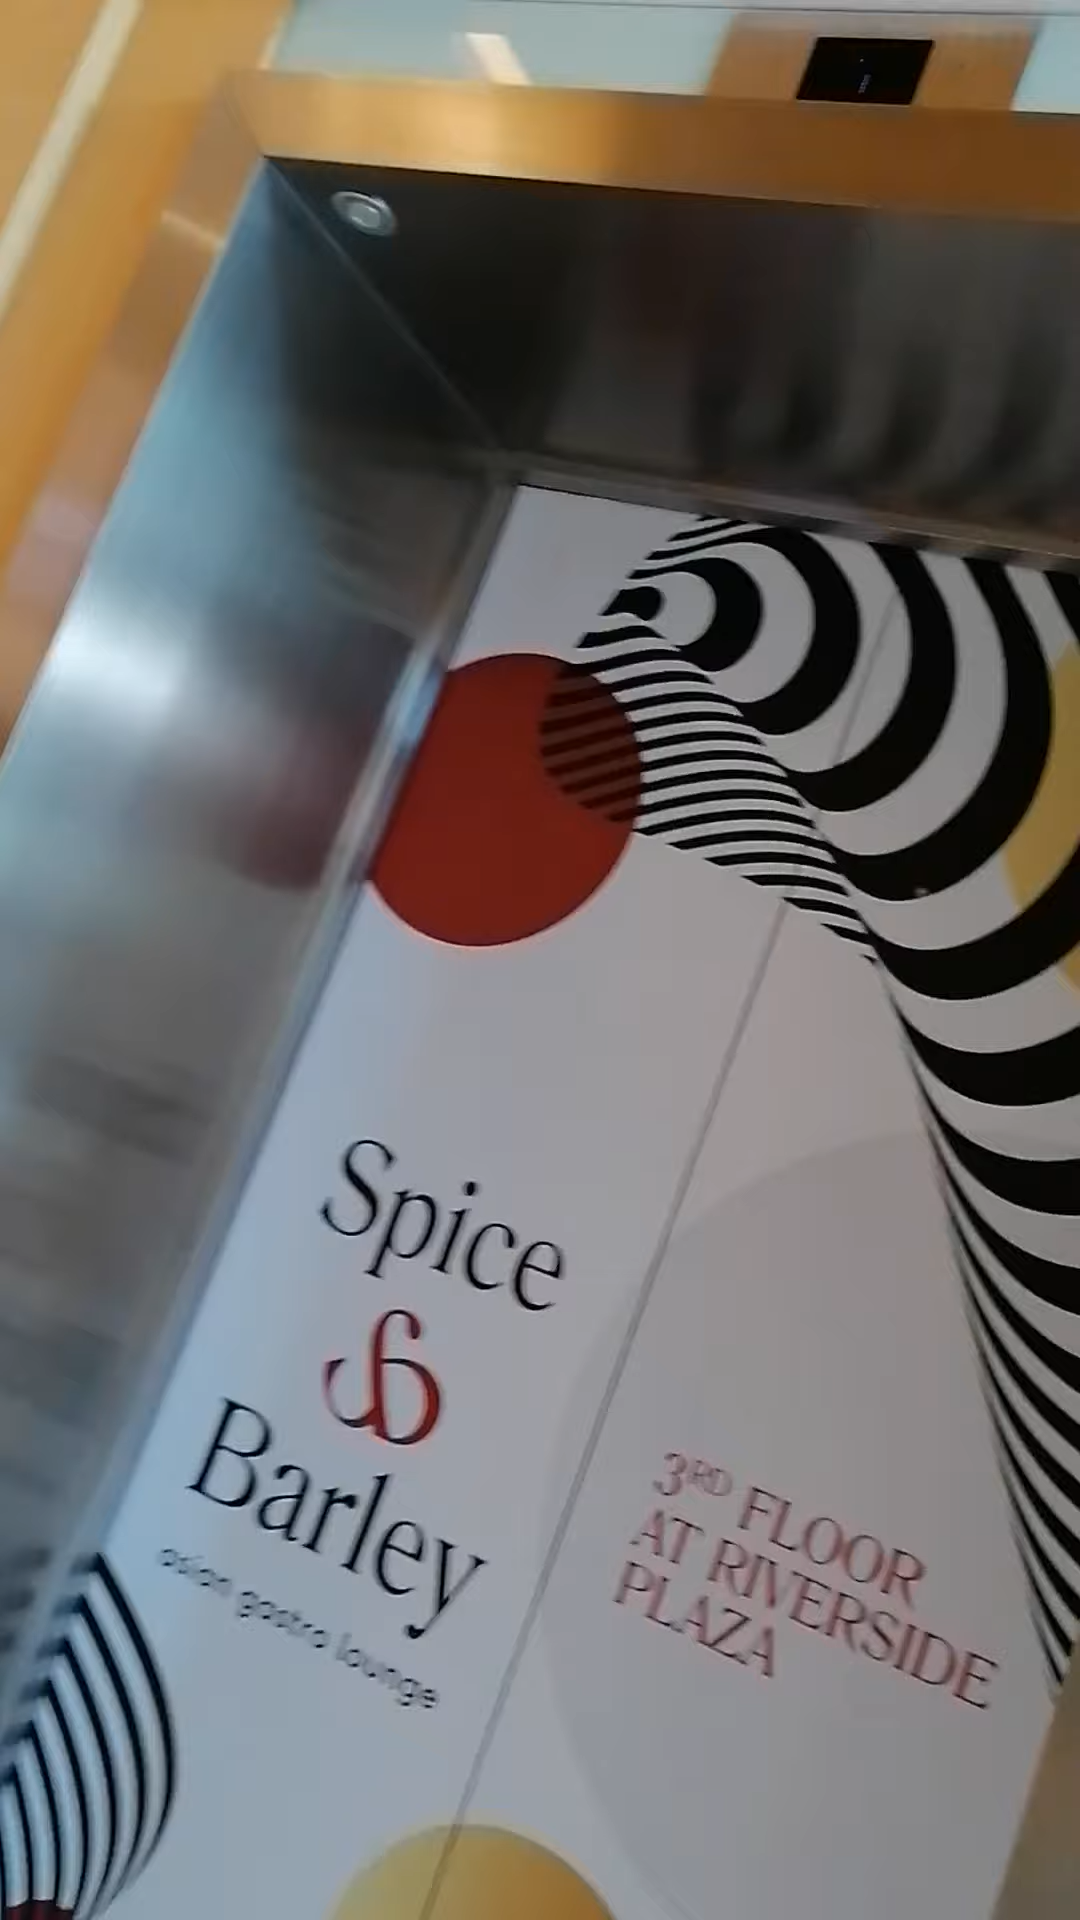 Spice
&
Barley
asian gastro lounge
3RD FLOOR
AT RIVERSIDE
PLAZA